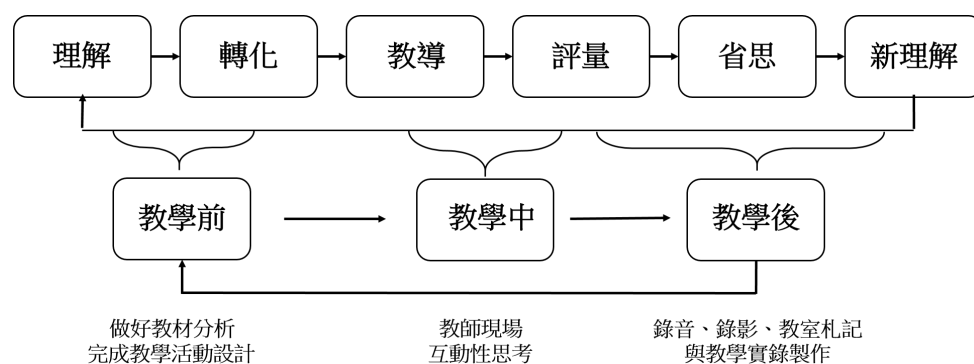 理解
轉化
教導
評量
省思
新理解
教學前
教學中
教學後
做好教材分析
完成教學活動設計
教師現場
互動性思考
錄音、錄影、教室札記
與教學實錄製作